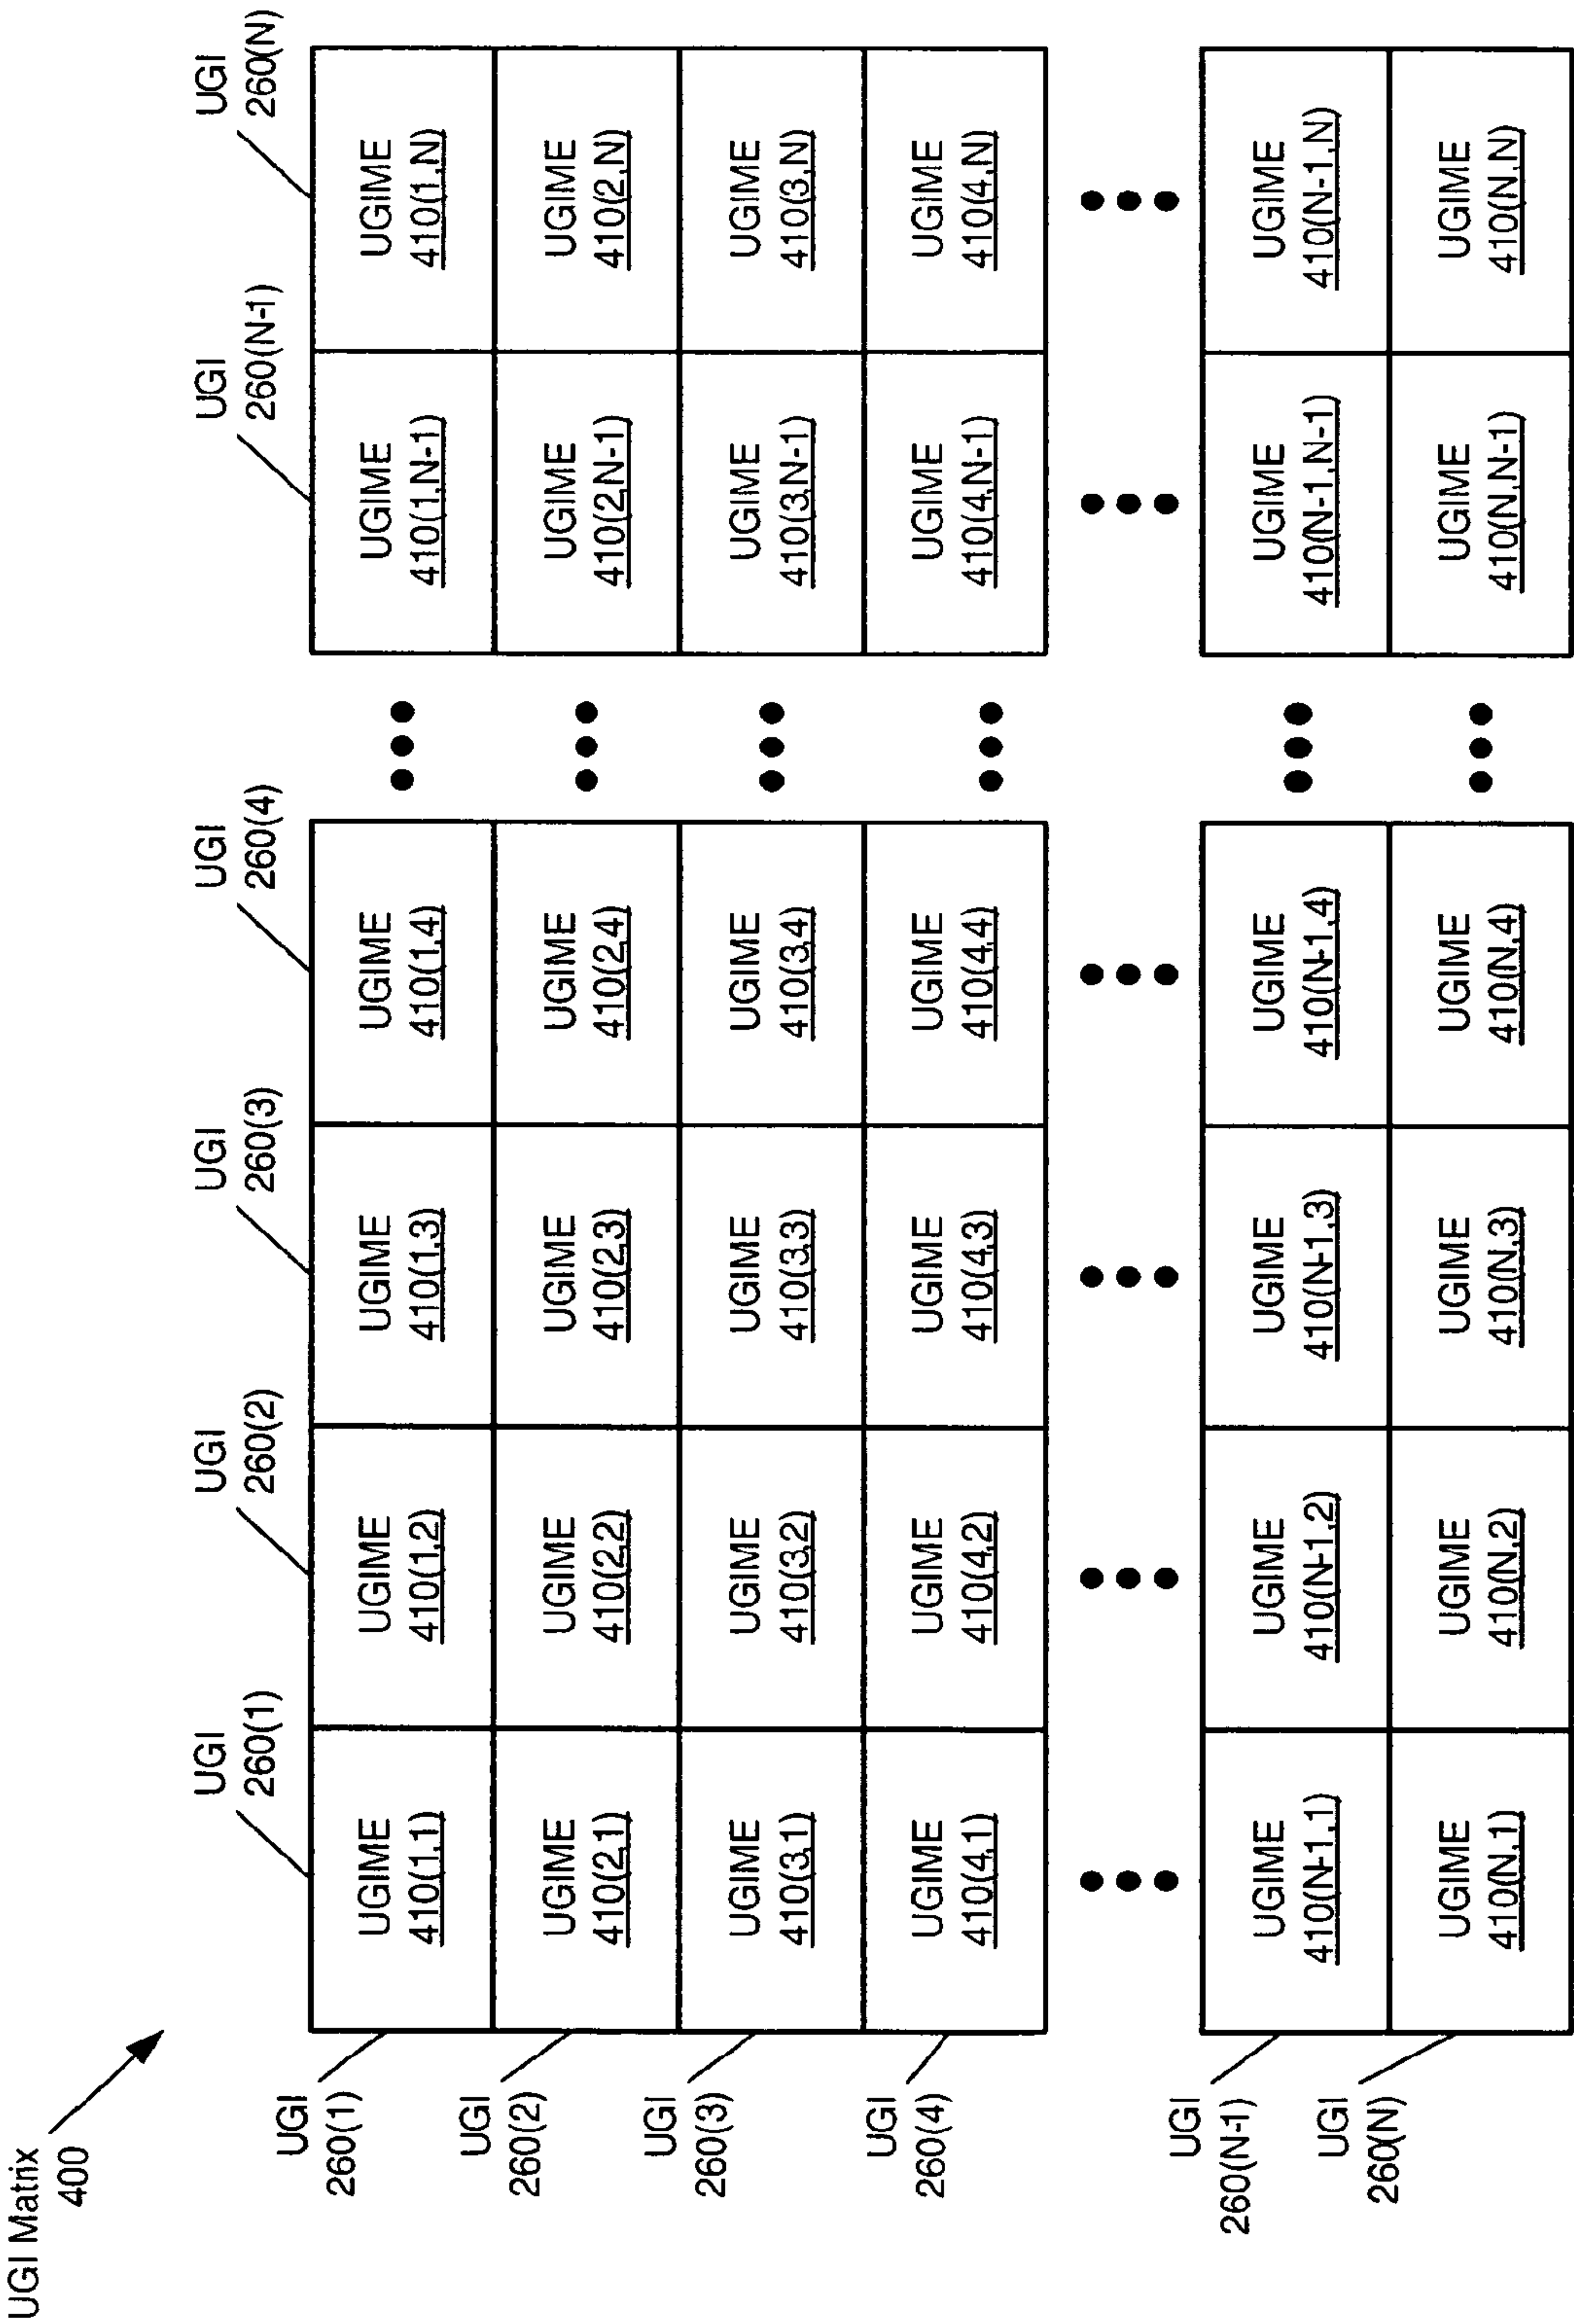 UGI Matrix
400
UGI
260(1)
UGI
260(2)
UGI
260(3)
UGI
260(4)
UGI
260(N-1)
UGI
260(N)
UGI
260(1)
UGIME
410(1,1)
UGIME
410(1,2)
UGIME
410(1,3)
UGIME
410(1,4)
UGIME
410(1,N-1)
UGIME
410(1,N)
UGI
260(2)
UGIME
410(2,1)
UGIME
410(2,2)
UGIME
410(2,3)
UGIME
410(2,4)
UGIME
410(2,N-1)
UGIME
410(2,N)
UGI
260(3)
UGIME
410(3,1)
UGIME
410(3,2)
UGIME
410(3,3)
UGIME
410(3,4)
UGIME
410(3,N-1)
UGIME
410(3,N)
UGI
260(4)
UGIME
410(4,1)
UGIME
410(4,2)
UGIME
410(4,3)
UGIME
410(4,4)
UGIME
410(4,N-1)
UGIME
410(4,N)
UGI
260(N-1)
UGIME
410(N-1,1)
UGIME
410(N-1,2)
UGIME
410(N-1,3)
UGIME
410(N-1,4)
UGIME
410(N-1,N-1)
UGIME
410(N-1,N)
UGI
260(N)
UGIME
410(N,1)
UGIME
410(N,2)
UGIME
410(N,3)
UGIME
410(N,4)
UGIME
410(N,N-1)
UGIME
410(N,N)